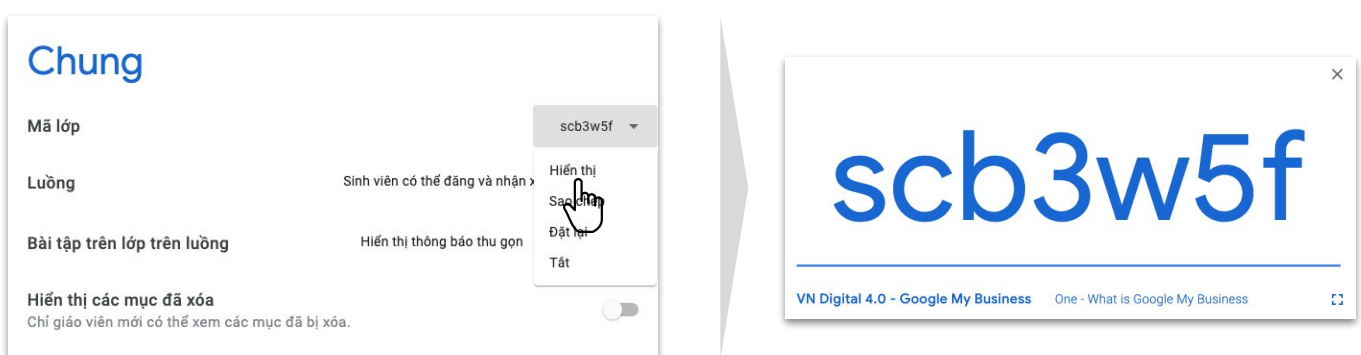 Chung
Mã lớp
scb3w5f
Hiển thị
Luồng
Sinh viên có thể đăng và nhận
Sao chép
Đặt lại
Bài tập trên lớp trên luồng
Hiển thị thông báo thu gọn
Tắt
Hiển thị các mục đã xóa
Chỉ giáo viên mới có thể xem các mục đã bị xóa.
scb3w5f
VN Digital 4.0 - Google My Business One - What is Google My Business